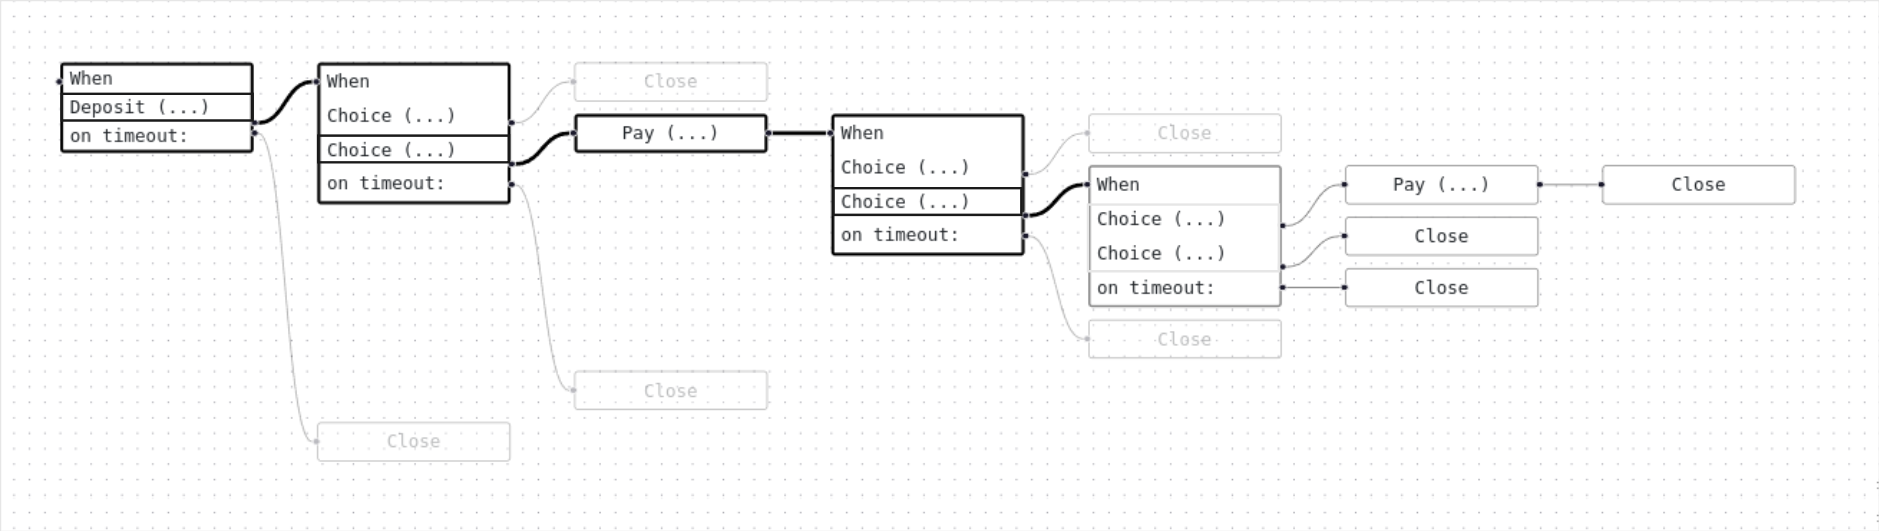 When
Deposit (...)
on timeout:
When
Choice (...)
Choice (...)
on timeout:
Close
Pay (...)
Close
Close
When
Choice (...)
Choice (...)
on timeout:
Close
When
Choice (...)
Choice (...)
on timeout:
Close
Pay (...)
Close
Close
Close